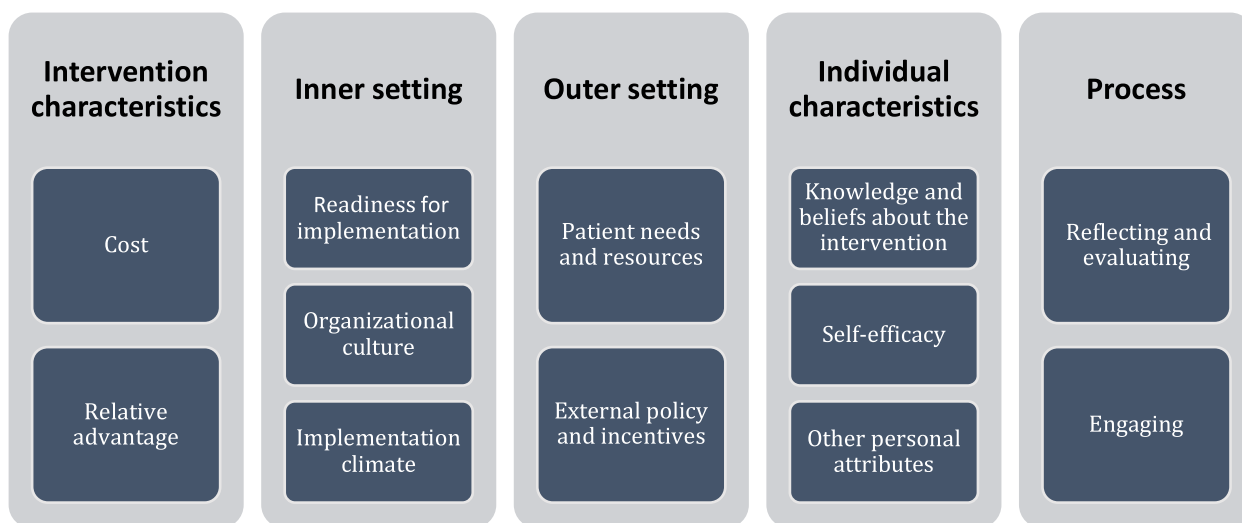 Intervention
characteristics
Cost
Relative
advantage
Inner setting
Readiness for
implementation
Organizational
culture
Implementation
climate
Outer setting
Patient needs
and resources
External policy
and incentives
Individual
characteristics
Knowledge and
beliefs about the
intervention
Self-efficacy
Other personal
attributes
Process
Reflecting and
evaluating
Engaging